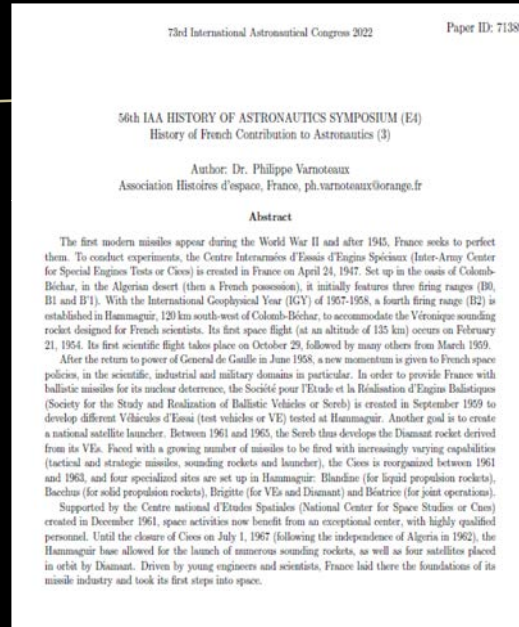 73rd International Astronautical Congress 2022
Paper ID: 7138
56th IAA HISTORY OF ASTRONAUTICS SYMPOSIUM (E4)
History of French Contribution to Astronautics (3)
Author: Dr. Philippe Varnoteaux
Association Histoires d'espace, France, ph.varnoteaux@orange.fr
Abstract
The first modern missiles appear during the World War II and after 1945, France seeks to perfect
them. To conduct experiments, the Centre Interarmées d'Essais d'Engins Spéciaux (Inter-Army Center
for Special Engines Tests or Ciees) is created in France on April 24, 1947. Set up in the oasis of Colomb-
Béchar, in the Algerian desert (then a French possession), it initially features three firing ranges (B0,
B1 and B'1). With the International Geophysical Year (IGY) of 1957-1958, a fourth firing range (B2) is
established in Hammaguir, 120 km south-west of Colomb-Béchar, to accommodate the Véronique sounding
rocket designed for French scientists. Its first space flight (at an altitude of 135 km) occurs on February
21, 1954. Its first scientific flight takes place on October 29, followed by many others from March 1959.
After the return to power of General de Gaulle in June 1958, a new momentum is given to French space
policies, in the scientific, industrial and military domains in particular. In order to provide France with
ballistic missiles for its nuclear deterrence, the Société pour l'Etude et la Réalisation d'Engins Balistiques
(Society for the Study and Realization of Ballistic Vehicles or Sereb) is created in September 1959 to
develop different Véhicules d'Essai (test vehicles or VE) tested at Hammaguir. Another goal is to create
a national satellite launcher. Between 1961 and 1965, the Sereb thus develops the Diamant rocket derived
from its VEs. Faced with a growing number of missiles to be fired with increasingly varying capabilities
(tactical and strategic missiles, sounding rockets and launcher), the Ciees is reorganized between 1961
and 1963, and four specialized sites are set up in Hammaguir: Blandine (for liquid propulsion rockets),
Bacchus (for solid propulsion rockets), Brigitte (for VEs and Diamant) and Béatrice (for joint operations).
Supported by the Centre national d'Etudes Spatiales (National Center for Space Studies or Cnes)
created in December 1961, space activities now benefit from an exceptional center, with highly qualified
personnel. Until the closure of Ciees on July 1, 1967 (following the independence of Algeria in 1962), the
Hammaguir base allowed for the launch of numerous sounding rockets, as well as four satellites placed
in orbit by Diamant. Driven by young engineers and scientists, France laid there the foundations of its
missile industry and took its first steps into space.